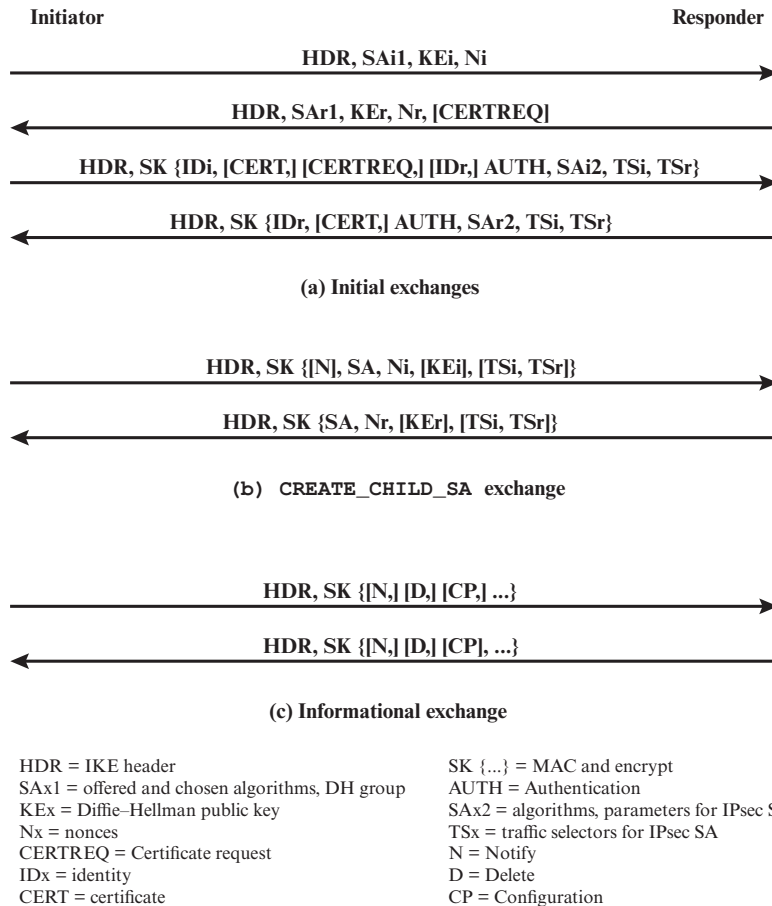 Initiator Responder
HDR, SAi1, KEi, Ni
HDR, SAr1, KEr, Nr, [CERTREQ]
HDR, SK {IDi, [CERT,] [CERTREQ,] [IDr,] AUTH, SAi2, TSi, TSr}
HDR, SK {IDr, [CERT,] AUTH, SAr2, TSi, TSr}
(a) Initial exchanges
HDR, SK {[N], SA, Ni, [KEi], [TSi, TSr]}
HDR, SK {SA, Nr, [KEr], [TSi, TSr]}
(b) CREATE_CHILD_SA exchange
HDR, SK {[N,] [D,] [CP,] ...}
HDR, SK {[N,] [D,] [CP], ...}
(c) Informational exchange
HDR = IKE header
SAx1 = offered and chosen algorithms, DH group
KEx = Diffie–Hellman public key
Nx = nonces
CERTREQ = Certificate request
IDx = identity
CERT = certificate
SK {...} = MAC and encrypt
AUTH = Authentication
SAx2 = algorithms, parameters for IPsec
TSx = traffic selectors for IPsec SA
N = Notify
D = Delete
CP = Configuration